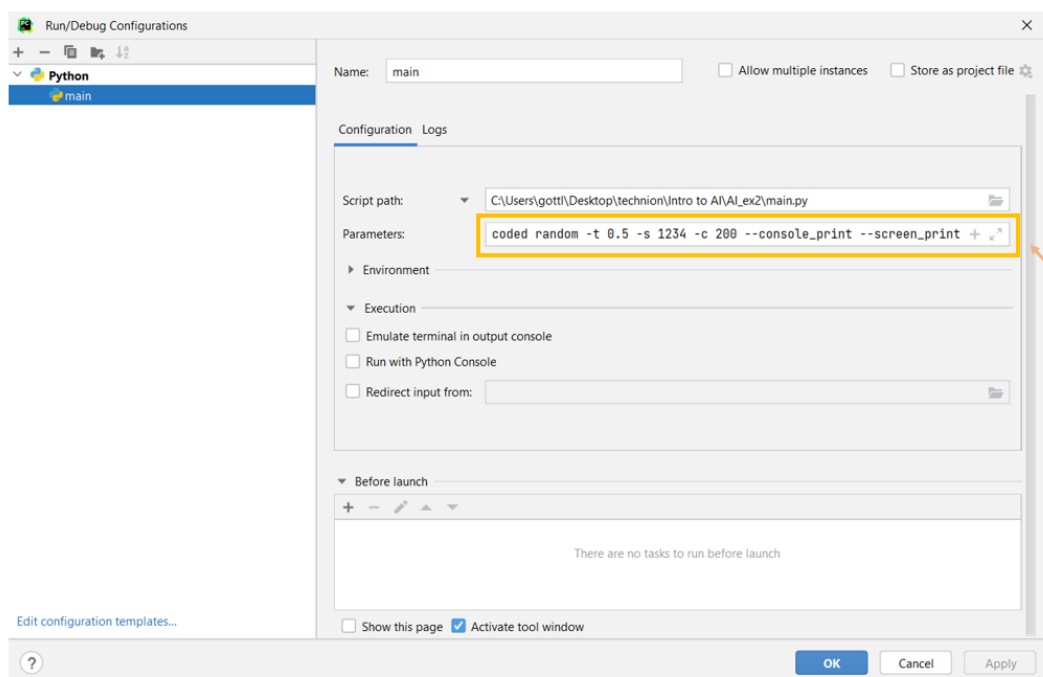 Run/Debug Configurations
Python
main
Name: main
Allow multiple instances
Store as project file
Configuration Logs
Script path: C:\Users\gottl\Desktop\technion\Intro to AI\AI_ex2\main.py
Parameters: coded random -t 0.5 -s 1234 -c 200 --console_print --screen_print
Environment
Execution
Emulate terminal in output console
Run with Python Console
Redirect input from:
Before launch
There are no tasks to run before launch
Edit configuration templates...
Show this page Activate tool window
?
OK Cancel Apply